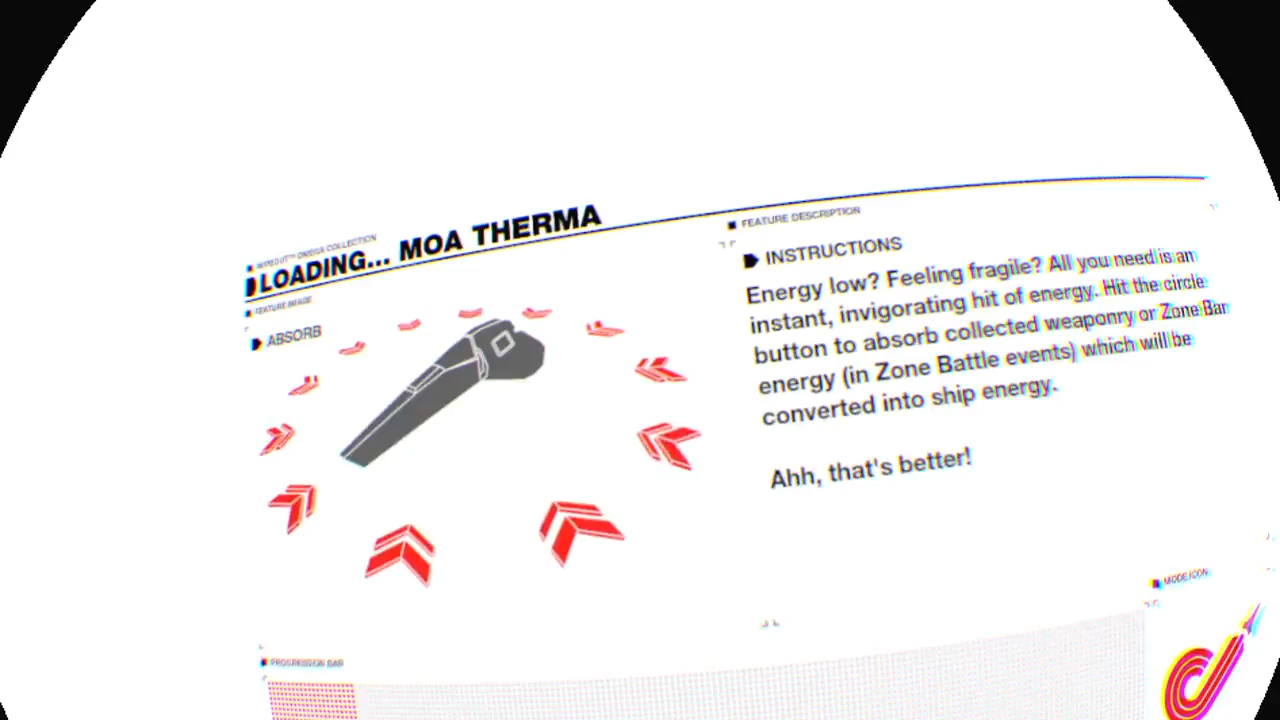 WIPEOUT™ OMEGA COLLECTION
LOADING... MOA THERMA
FEATURE IMAGE
ABSORB
FEATURE DESCRIPTION
INSTRUCTIONS
Energy low? Feeling fragile? All you need is an
instant, invigorating hit of energy. Hit the circle
button to absorb collected weaponry or Zone Bar
energy (in Zone Battle events) which will be
converted into ship energy.
Ahh, that's better!
MODE ICON
PROGRESSION BAR